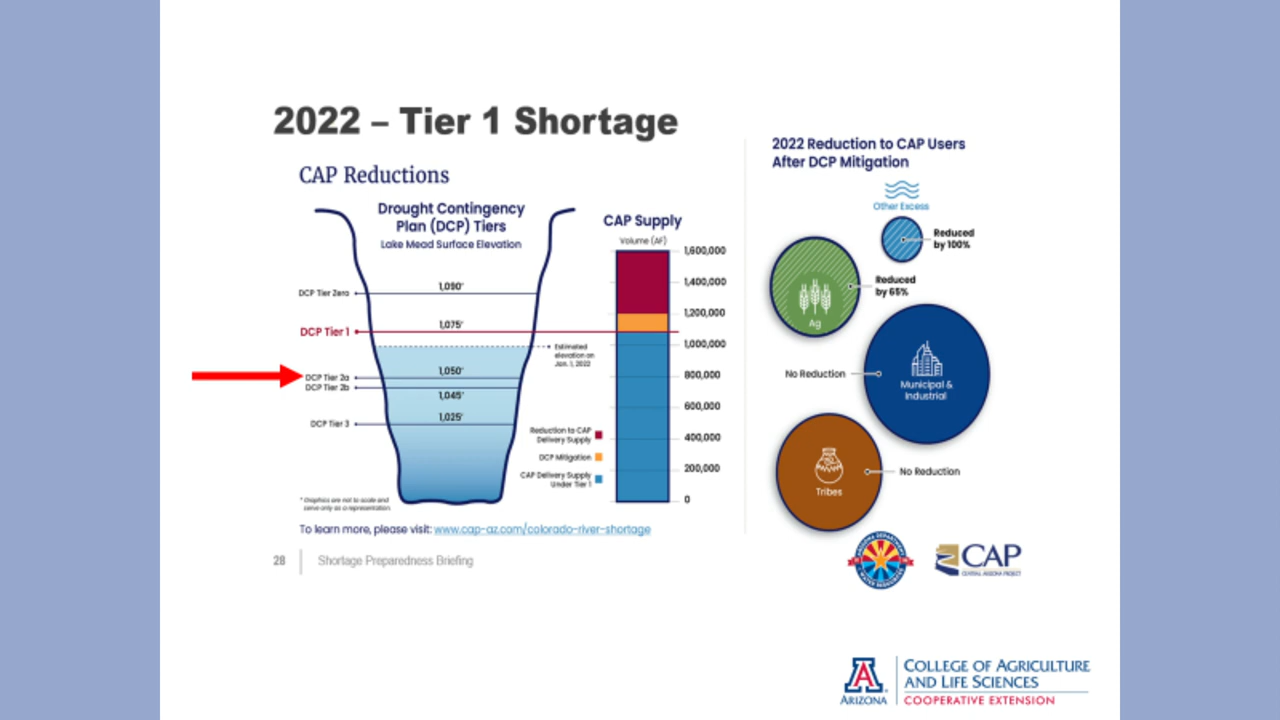 2022 – Tier 1 Shortage
CAP Reductions
Drought Contingency
Plan (DCP) Tiers
Lake Mead Surface Elevation
DCP Tier Zero
1,090'
DCP Tier 1
1,075'
Estimated
elevation on
Jan. 1, 2022
DCP Tier 2a
1,050'
DCP Tier 2b
1,045'
DCP Tier 3
1,025'
* Graphics are not to scale and
serve only as a representation.
CAP Supply
Volume (AF)
1,600,000
1,400,000
1,200,000
1,000,000
800,000
600,000
400,000
200,000
0
Reduction to CAP
Delivery Supply
DCP Mitigation
CAP Delivery Supply
Under Tier 1
To learn more, please visit: www.cap-az.com/colorado-river-shortage
28
Shortage Preparedness Briefing
2022 Reduction to CAP Users
After DCP Mitigation
Other Excess
Reduced
by 100%
Reduced
by 65%
Ag
No Reduction
Municipal &
Industrial
No Reduction
Tribes
CAP
CENTRAL ARIZONA PROJECT
A
ARIZONA
COLLEGE OF AGRICULTURE
AND LIFE SCIENCES
COOPERATIVE EXTENSION